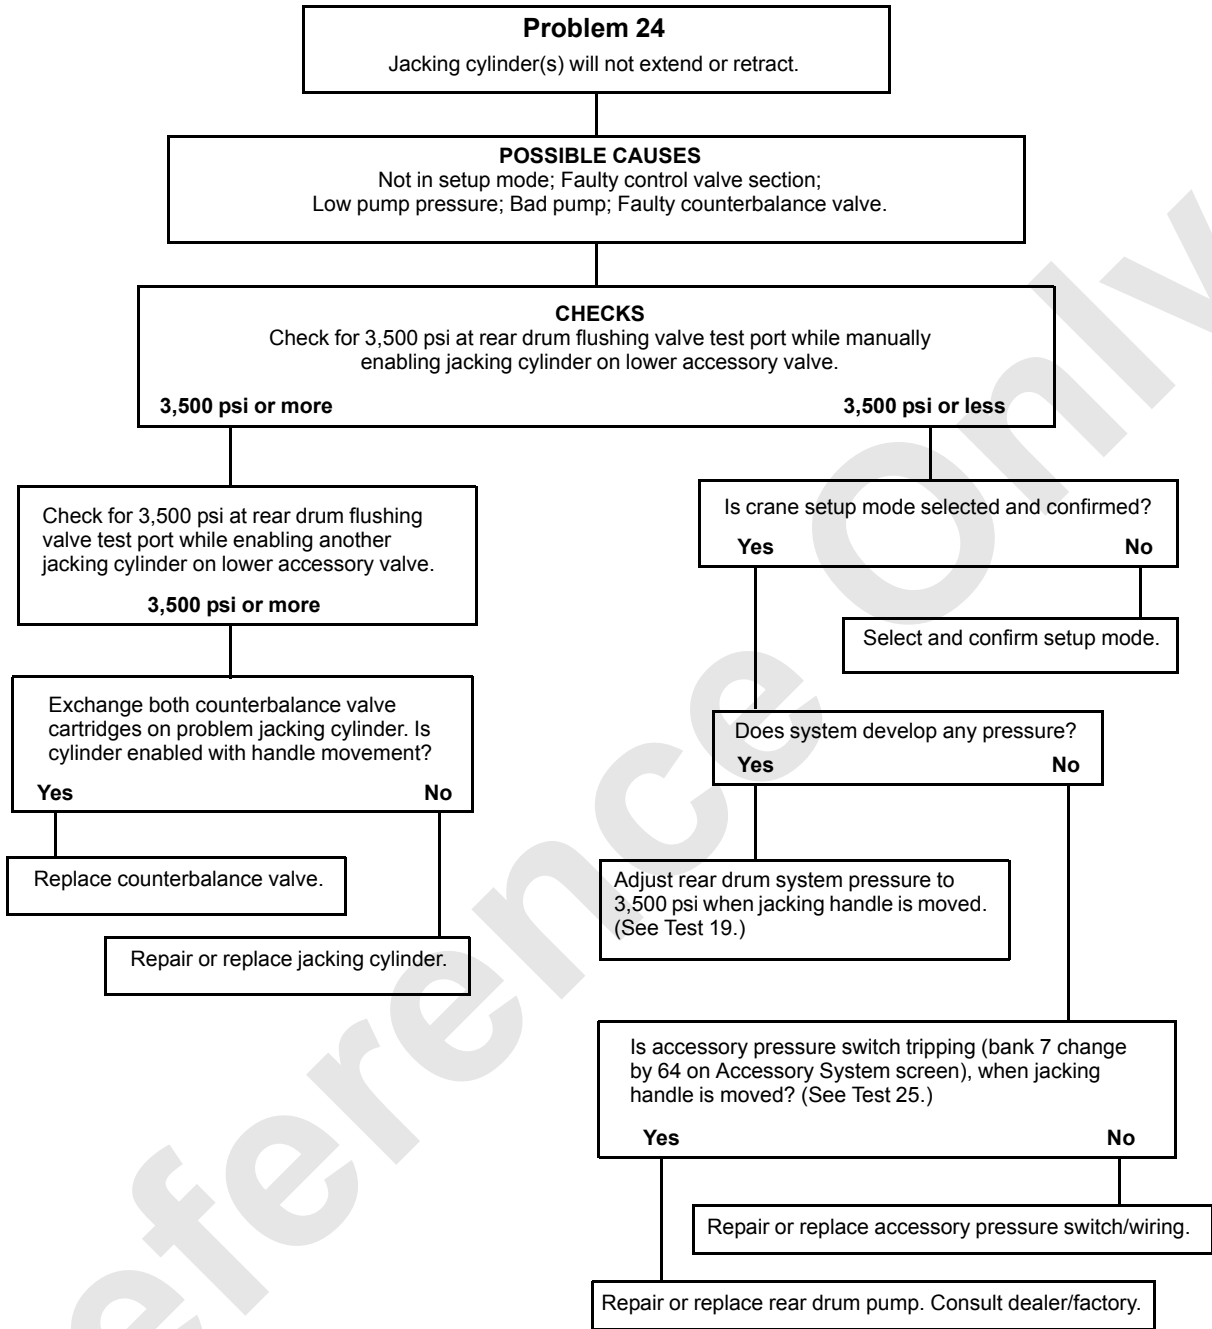 Problem 24
Jacking cylinder(s) will not extend or retract.
POSSIBLE CAUSES
Not in setup mode; Faulty control valve section;
Low pump pressure; Bad pump; Faulty counterbalance valve.
CHECKS
Check for 3,500 psi at rear drum flushing valve test port while manually
enabling jacking cylinder on lower accessory valve.
3,500 psi or more
3,500 psi or less
Check for 3,500 psi at rear drum flushing
valve test port while enabling another
jacking cylinder on lower accessory valve.
3,500 psi or more
Is crane setup mode selected and confirmed?
Yes
No
Select and confirm setup mode.
Exchange both counterbalance valve
cartridges on problem jacking cylinder. Is
cylinder enabled with handle movement?
Yes
No
Does system develop any pressure?
Yes
No
Replace counterbalance valve.
Repair or replace jacking cylinder.
Adjust rear drum system pressure to
3,500 psi when jacking handle is moved.
(See Test 19.)
Is accessory pressure switch tripping (bank 7 change
by 64 on Accessory System screen), when jacking
handle is moved? (See Test 25.)
Yes
No
Repair or replace accessory pressure switch/wiring.
Repair or replace rear drum pump. Consult dealer/factory.
eference Only